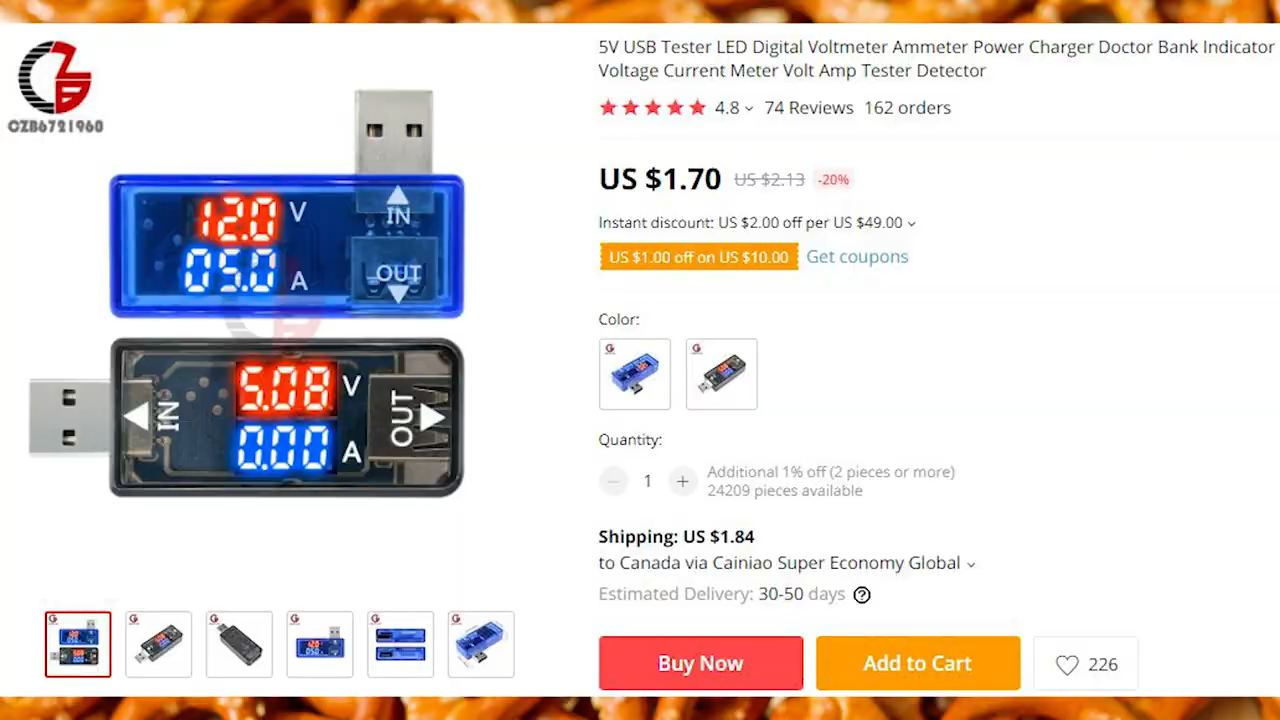 CZB6721960
12.0 V
05.0 A
IN
OUT
5.08 V
0.00 A
IN
OUT
5V USB Tester LED Digital Voltmeter Ammeter Power Charger Doctor Bank Indicator
Voltage Current Meter Volt Amp Tester Detector
4.8 74 Reviews 162 orders
US $1.70 US $2.13 -20%
Instant discount: US $2.00 off per US $49.00
US $1.00 off on US $10.00 Get coupons
Color:
Quantity:
1
Additional 1% off (2 pieces or more)
24209 pieces available
Shipping: US $1.84
to Canada via Cainiao Super Economy Global
Estimated Delivery: 30-50 days ?
Buy Now Add to Cart 226